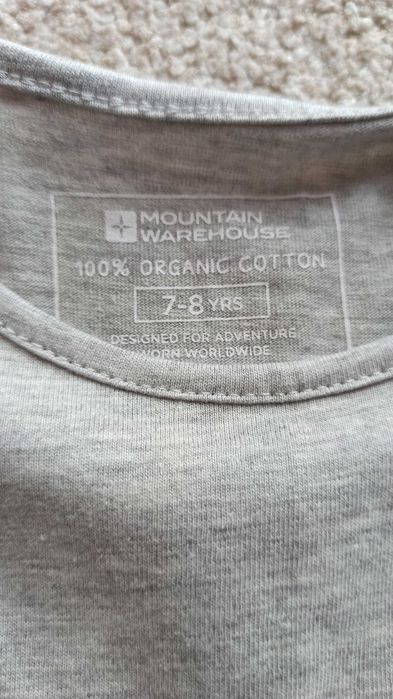 MOUNTAIN
WAREHOUSE
100% ORGANIC COTTON
7-8 YRS
DESIGNED FOR ADVENTURE
WORN WORLDWIDE